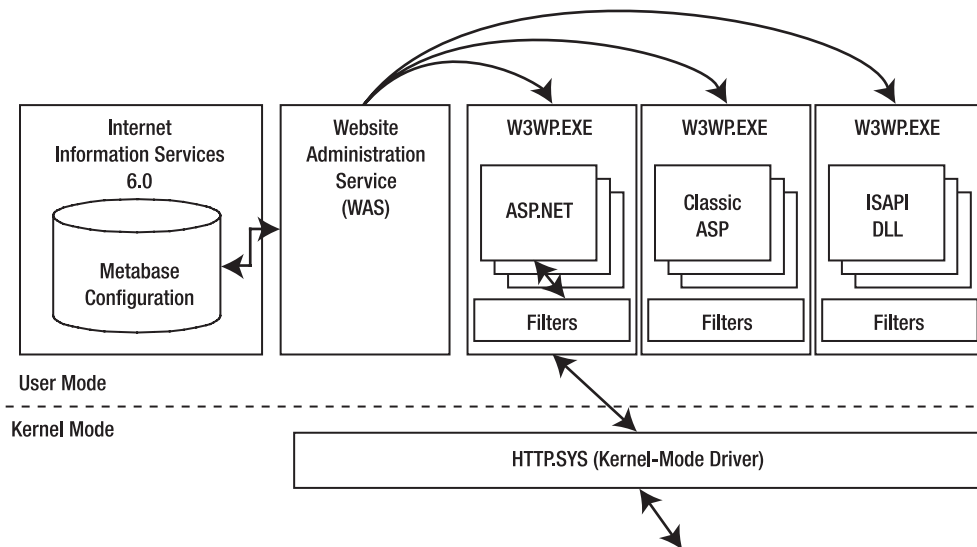 Internet
Information Services
6.0
Metabase
Configuration
Website
Administration
Service
(WAS)
W3WP.EXE
ASP.NET
Filters
W3WP.EXE
Classic
ASP
Filters
W3WP.EXE
ISAPI
DLL
Filters
User Mode
Kernel Mode
HTTP.SYS (Kernel-Mode Driver)